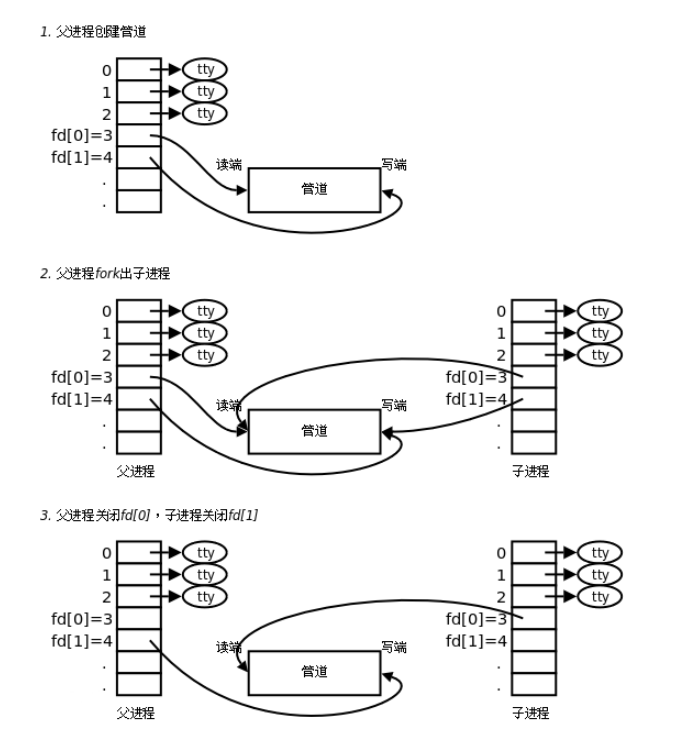 1. 父进程创建管道
0 tty
1 tty
2 tty
fd[0]=3
fd[1]=4
读端 写端
.
管道
.
2. 父进程fork出子进程
0 tty 0 tty
1 tty 1 tty
2 tty 2 tty
fd[0]=3 fd[0]=3
fd[1]=4 fd[1]=4
读端 写端
. .
管道
. .
父进程 子进程
3. 父进程关闭fd[0]，子进程关闭fd[1]
0 tty 0 tty
1 tty 1 tty
2 tty 2 tty
fd[0]=3 fd[0]=3
fd[1]=4 fd[1]=4
读端 写端
. .
管道
. .
父进程 子进程